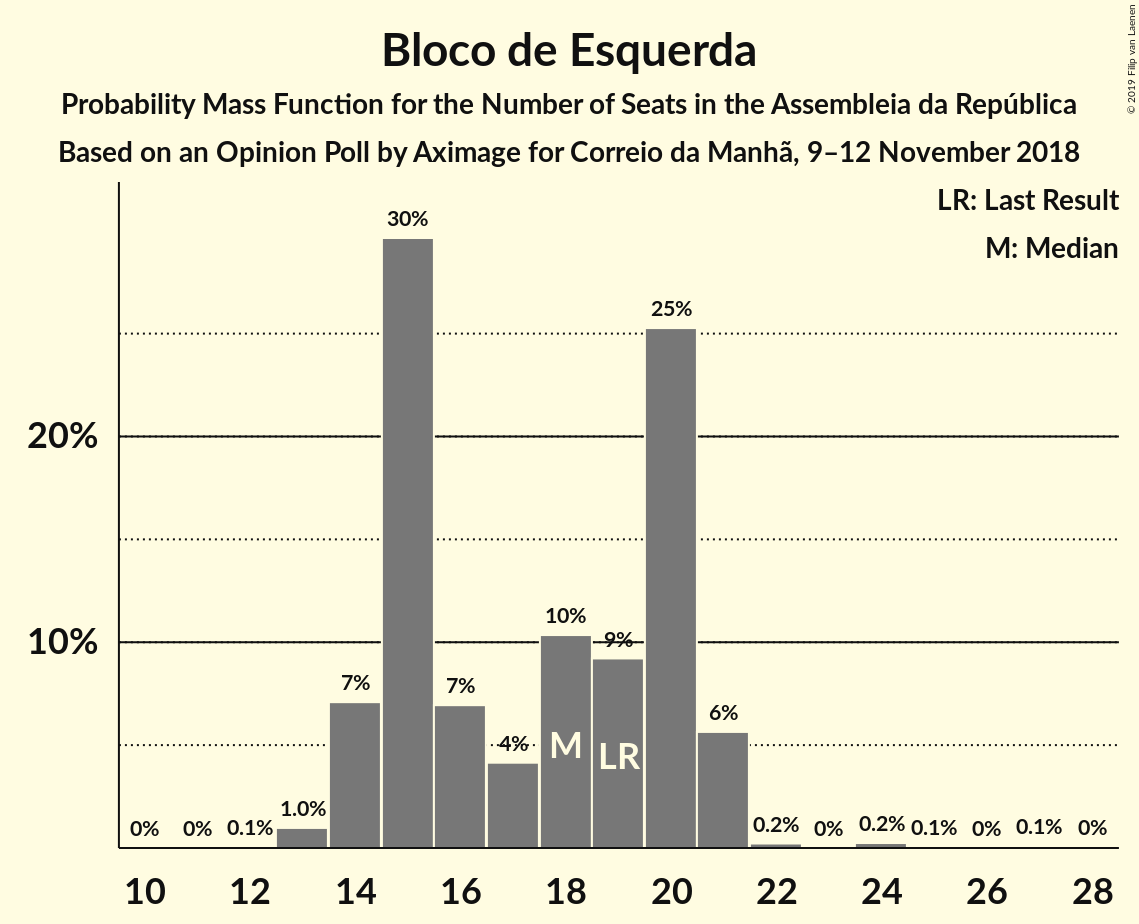 Bloco de Esquerda
Probability Mass Function for the Number of Seats in the Assembleia da República
Based on an Opinion Poll by Aximage for Correio da Manhã, 9–12 November 2018
© 2019 Filip van Laenen
LR: Last Result
M: Median
20%
10%
0% 0% 0.1% 1.0% 7% 30% 7% 4% 10% 9% 25% 6% 0.2% 0% 0.2% 0.1% 0% 0.1% 0%
M LR
10 12 14 16 18 20 22 24 26 28